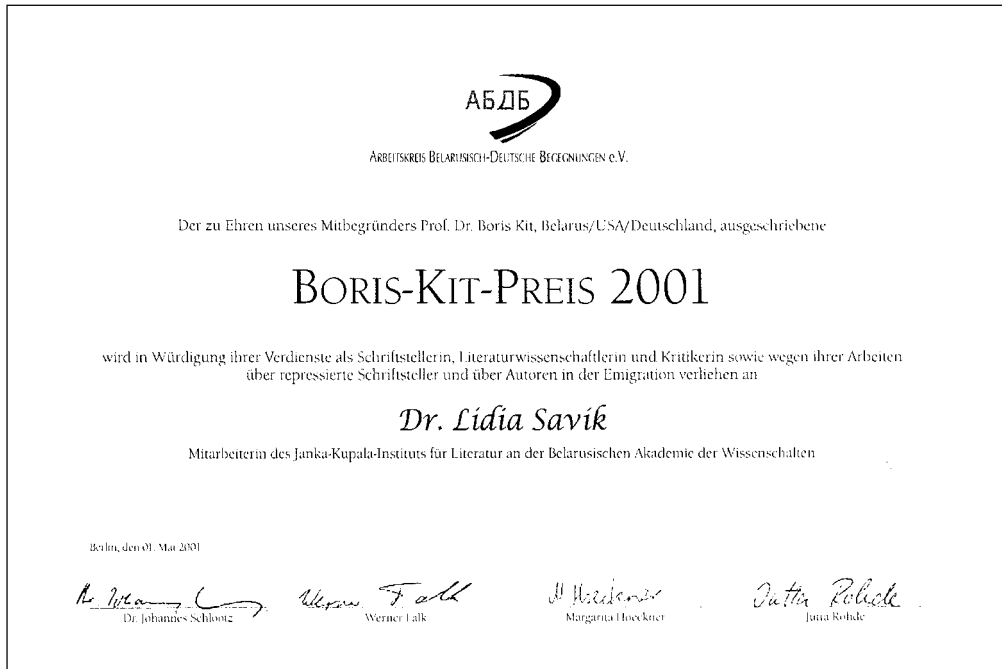 АБДБ
ARBEITSKREIS BELARUSISCH-DEUTSCHE BEGEGNUNGEN e.V.
Der zu Ehren unseres Mitbegründers Prof. Dr. Boris Kit, Belarus/USA/Deutschland, ausgeschriebene
BORIS-KIT-PREIS 2001
wird in Würdigung ihrer Verdienste als Schriftstellerin, Literaturwissenschaftlerin und Kritikerin sowie wegen ihrer Arbeiten
über repressierte Schriftsteller und über Autoren in der Emigration verliehen an
Dr. Lidia Savik
Mitarbeiterin des Janka-Kupala-Instituts für Literatur an der Belarusischen Akademie der Wissenschaften
Berlin, den 01. Mai 2001
Werner Falk Jutta Rohde
Dr. Johannes Schlootz Werner Falk Margarita Hoeckner Jutta Rohde